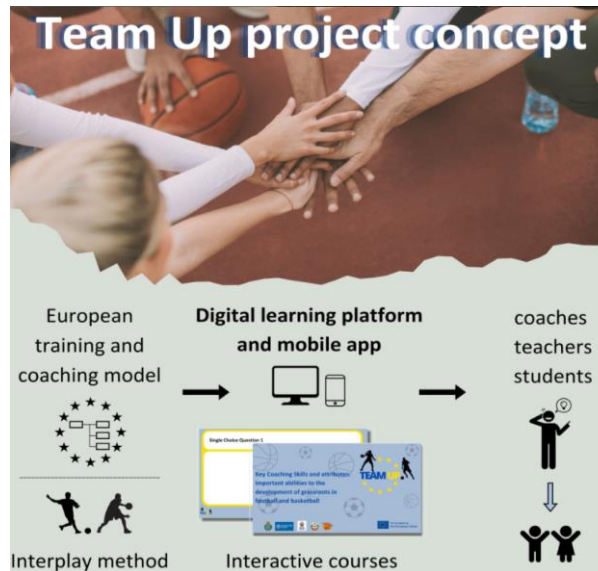 Team Up project concept
European
training and
coaching model
Interplay method
Digital learning platform
and mobile app
Single Choice Question 1
Key Coaching Skills and attributes
Important abilities to the
development of grassroots in
football and basketball
TEAM UP
Interactive courses
coaches
teachers
students